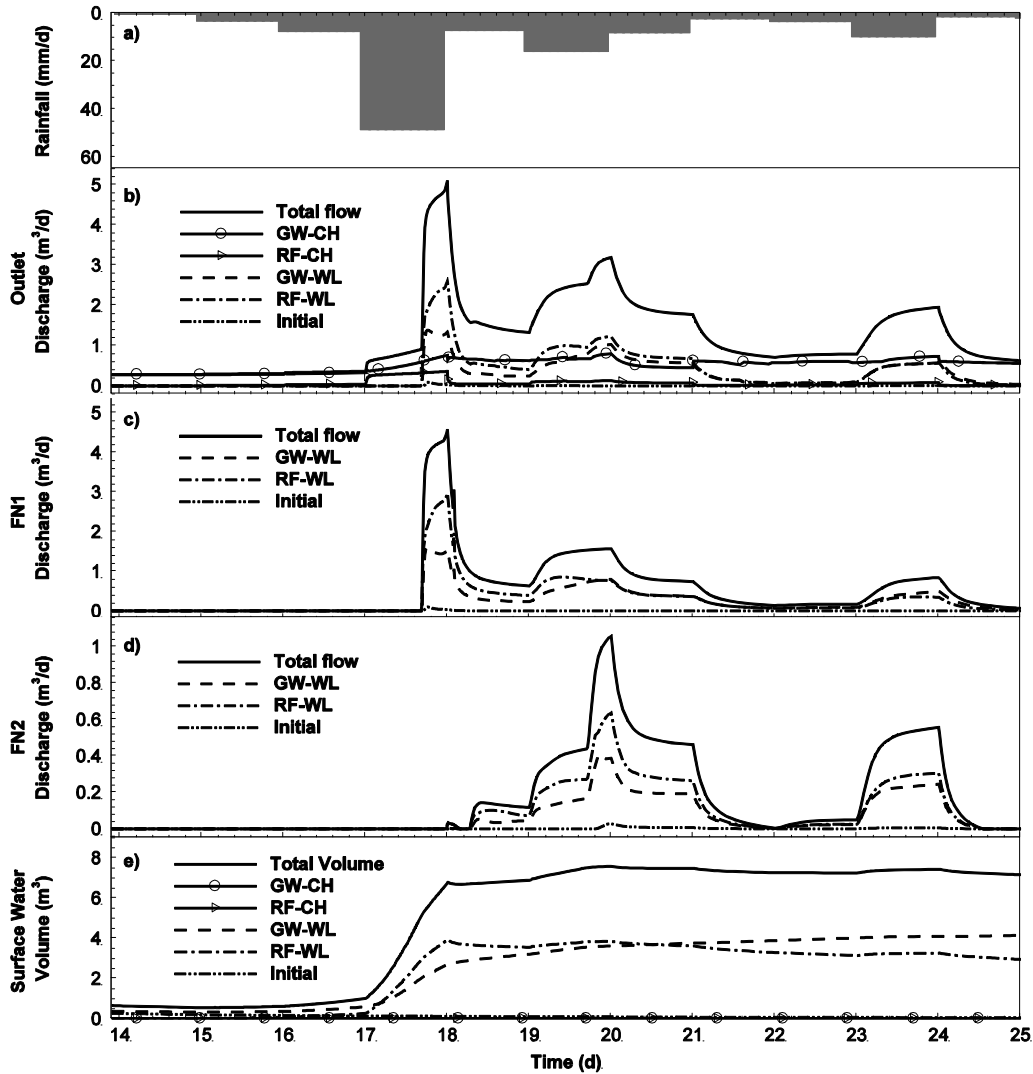 a)
Rainfall (mm/d)
0.
20
40
60
b)
Outlet
Discharge (m³/d)
5
4
3
2
1
0
Total flow
GW-CH
RF-CH
GW-WL
RF-WL
Initial
c)
FN1
Discharge (m³/d)
5
4
3
2
1
0
Total flow
GW-WL
RF-WL
Initial
d)
FN2
Discharge (m³/d)
1
0.8
0.6
0.4
0.2
0
Total flow
GW-WL
RF-WL
Initial
e)
Surface Water
Volume (m³)
8
6
4
2
0
Total Volume
GW-CH
RF-CH
GW-WL
RF-WL
Initial
14. 15. 16. 17. 18. 19. 20. 21. 22. 23. 24. 25.
Time (d)